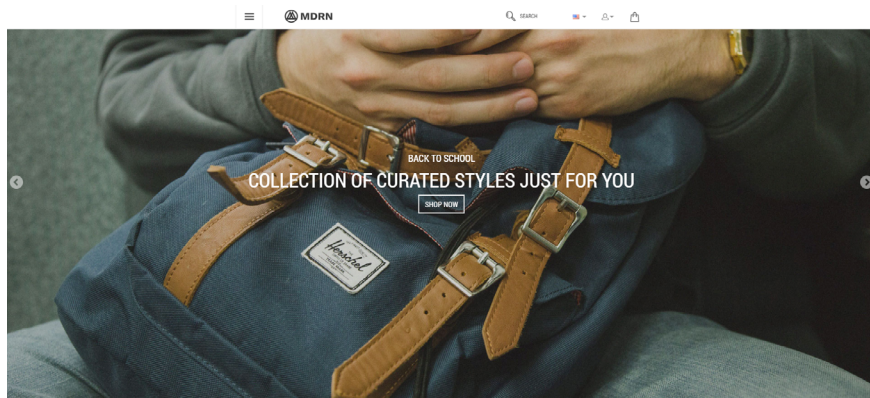 MDRN
SEARCH
BACK TO SCHOOL
COLLECTION OF CURATED STYLES JUST FOR YOU
SHOP NOW
Herschel